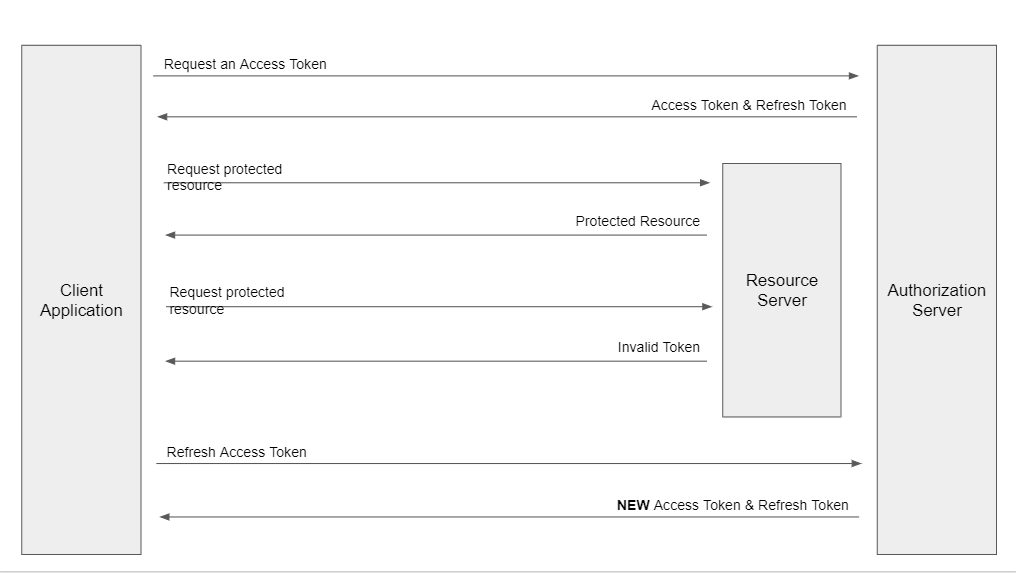 Request an Access Token
Access Token & Refresh Token
Request protected
resource
Protected Resource
Resource
Server
Client
Application
Authorization
Server
Request protected
resource
Invalid Token
Refresh Access Token
NEW Access Token & Refresh Token